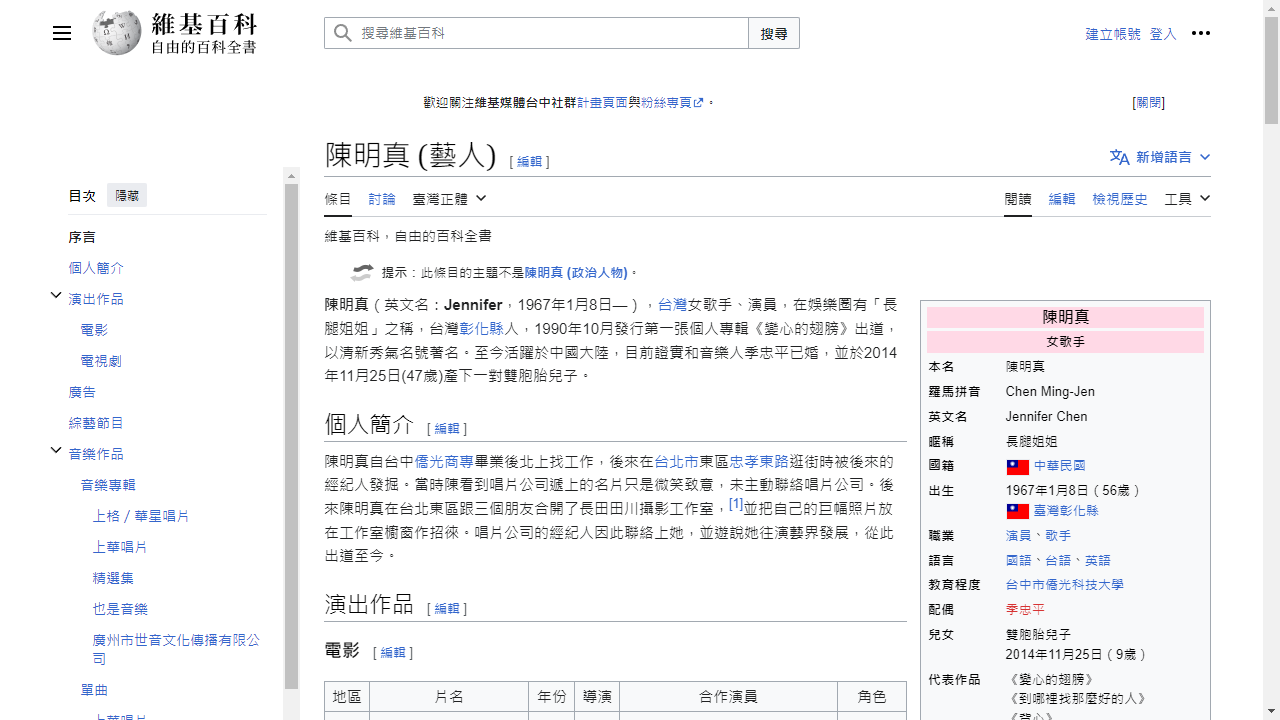 維基百科
自由的百科全書
搜尋維基百科
搜尋
建立帳號 登入
歡迎關注維基媒體台中社群計畫頁面與粉絲專頁。
[關閉]
陳明真 (藝人) [ 編輯 ]
新增語言
目次 隱藏
序言
個人簡介
演出作品
電影
電視劇
廣告
綜藝節目
音樂作品
音樂專輯
上格 / 華星唱片
上華唱片
精選集
也是音樂
廣州市世音文化傳播有限公
司
單曲
上華唱片
條目 討論 臺灣正體
閱讀 編輯 檢視歷史 工具
維基百科,自由的百科全書
提示:此條目的主題不是陳明真 (政治人物)。
陳明真(英文名:Jennifer,1967年1月8日—),台灣女歌手、演員,在娛樂圈有「長
腿姐姐」之稱,台灣彰化縣人,1990年10月發行第一張個人專輯《變心的翅膀》出道,
以清新秀氣名號著名。至今活躍於中國大陸,目前證實和音樂人季忠平已婚,並於2014
年11月25日(47歲)產下一對雙胞胎兒子。
個人簡介 [ 編輯 ]
陳明真自台中僑光商專畢業後北上找工作,後來在台北市東區忠孝東路逛街時被後來的
經紀人發掘。當時陳看到唱片公司遞上的名片只是微笑致意,未主動聯絡唱片公司。後
來陳明真在台北東區跟三個朋友合開了長田田川攝影工作室,[1]並把自己的巨幅照片放
在工作室櫥窗作招徠。唱片公司的經紀人因此聯絡上她,並遊說她往演藝界發展,從此
出道至今。
演出作品 [ 編輯 ]
電影 [ 編輯 ]
地區 片名 年份 導演 合作演員 角色
陳明真
女歌手
本名 陳明真
羅馬拼音 Chen Ming-Jen
英文名 Jennifer Chen
暱稱 長腿姐姐
國籍 中華民國
出生 1967年1月8日(56歲)
臺灣彰化縣
職業 演員、歌手
語言 國語、台語、英語
教育程度 台中市僑光科技大學
配偶 季忠平
兒女 雙胞胎兒子
2014年11月25日(9歲)
代表作品 《變心的翅膀》
《到哪裡找那麼好的人》
《背心》